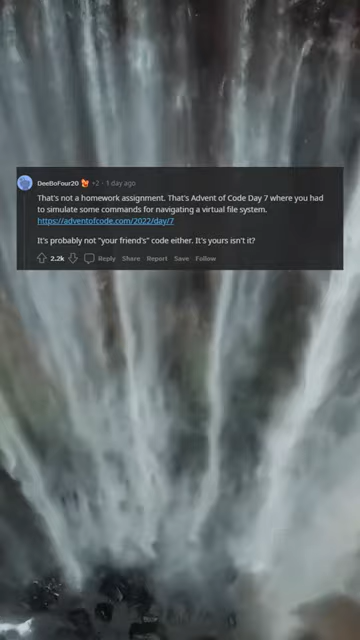 DeeBoFour20 +2 · 1 day ago
That's not a homework assignment. That's Advent of Code Day 7 where you had
to simulate some commands for navigating a virtual file system.
https://adventofcode.com/2022/day/7
It's probably not "your friend's" code either. It's yours isn't it?
2.2k Reply Share Report Save Follow